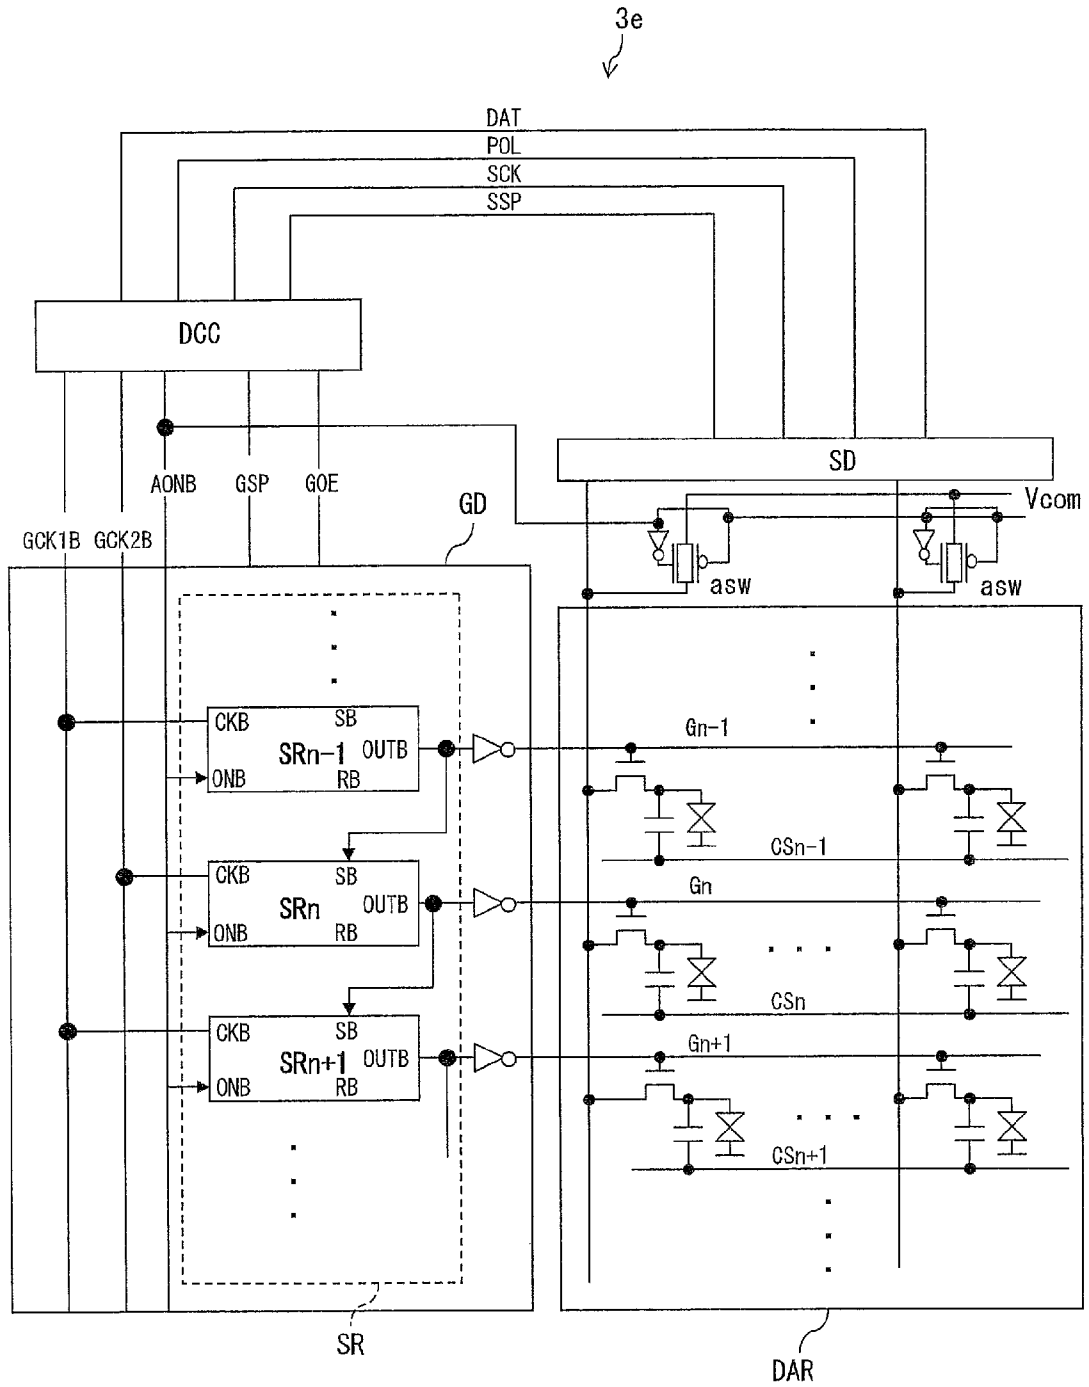 3e
DAT
POL
SCK
SSP
DCC
SD
AONB GSP GOE
GD
Vcom
GCK1B GCK2B
asw asw
CKB SB
SRn-1 OUTB
ONB RB
Gn-1
CSn-1
CKB SB
SRn OUTB
ONB RB
Gn
CSn
CKB SB
SRn+1 OUTB
ONB RB
Gn+1
CSn+1
SR
DAR